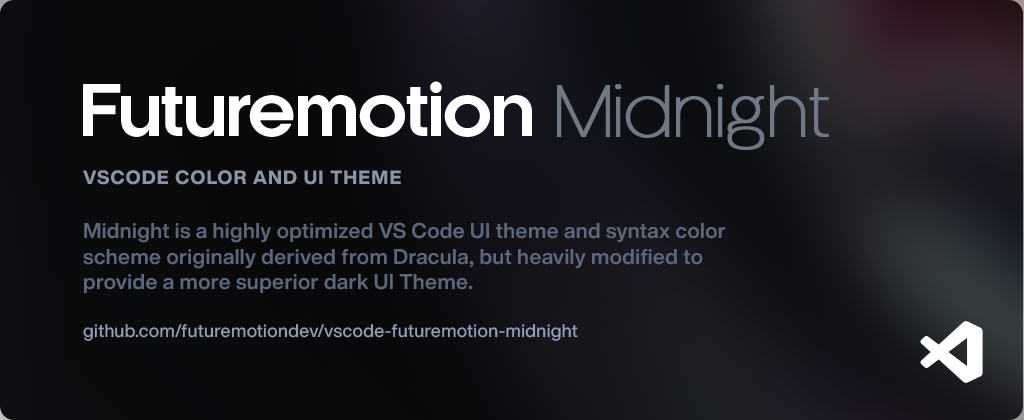 Futuremotion Midnight
VSCODE COLOR AND UI THEME
Midnight is a highly optimized VS Code UI theme and syntax color
scheme originally derived from Dracula, but heavily modified to
provide a more superior dark UI Theme.
github.com/futuremotiondev/vscode-futuremotion-midnight